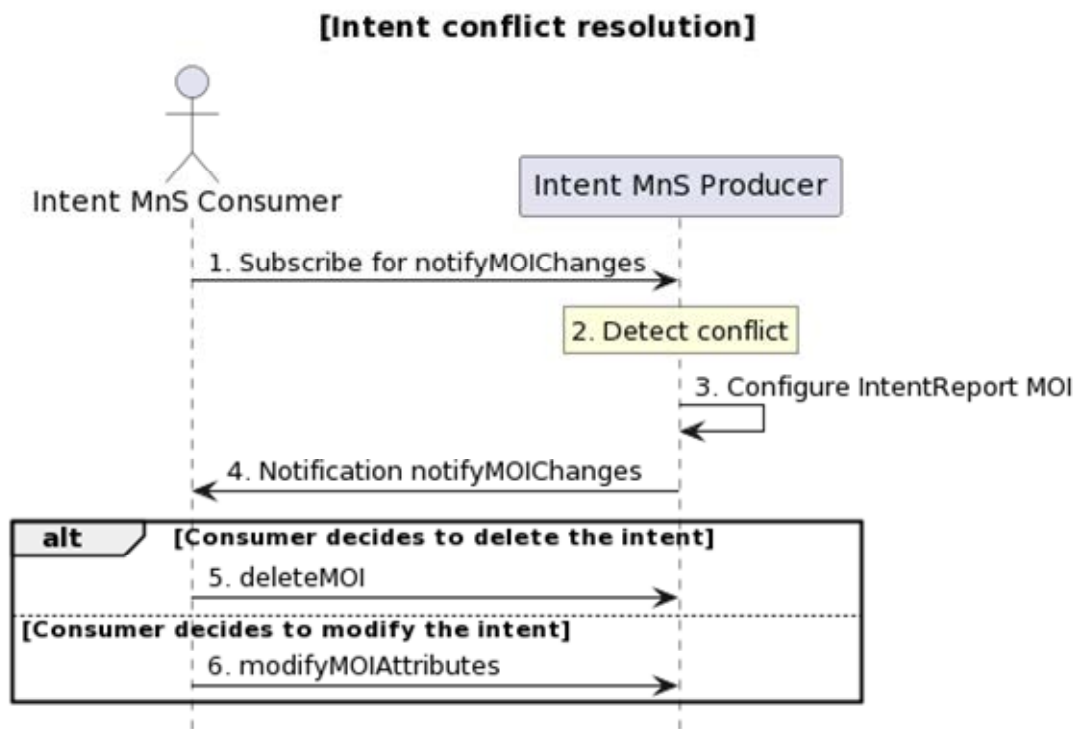 [Intent conflict resolution]
Intent MnS Consumer
Intent MnS Producer
1. Subscribe for notifyMOIChanges
2. Detect conflict
3. Configure IntentReport MOI
4. Notification notifyMOIChanges
alt [Consumer decides to delete the intent]
5. deleteMOI
[Consumer decides to modify the intent]
6. modifyMOIAttributes